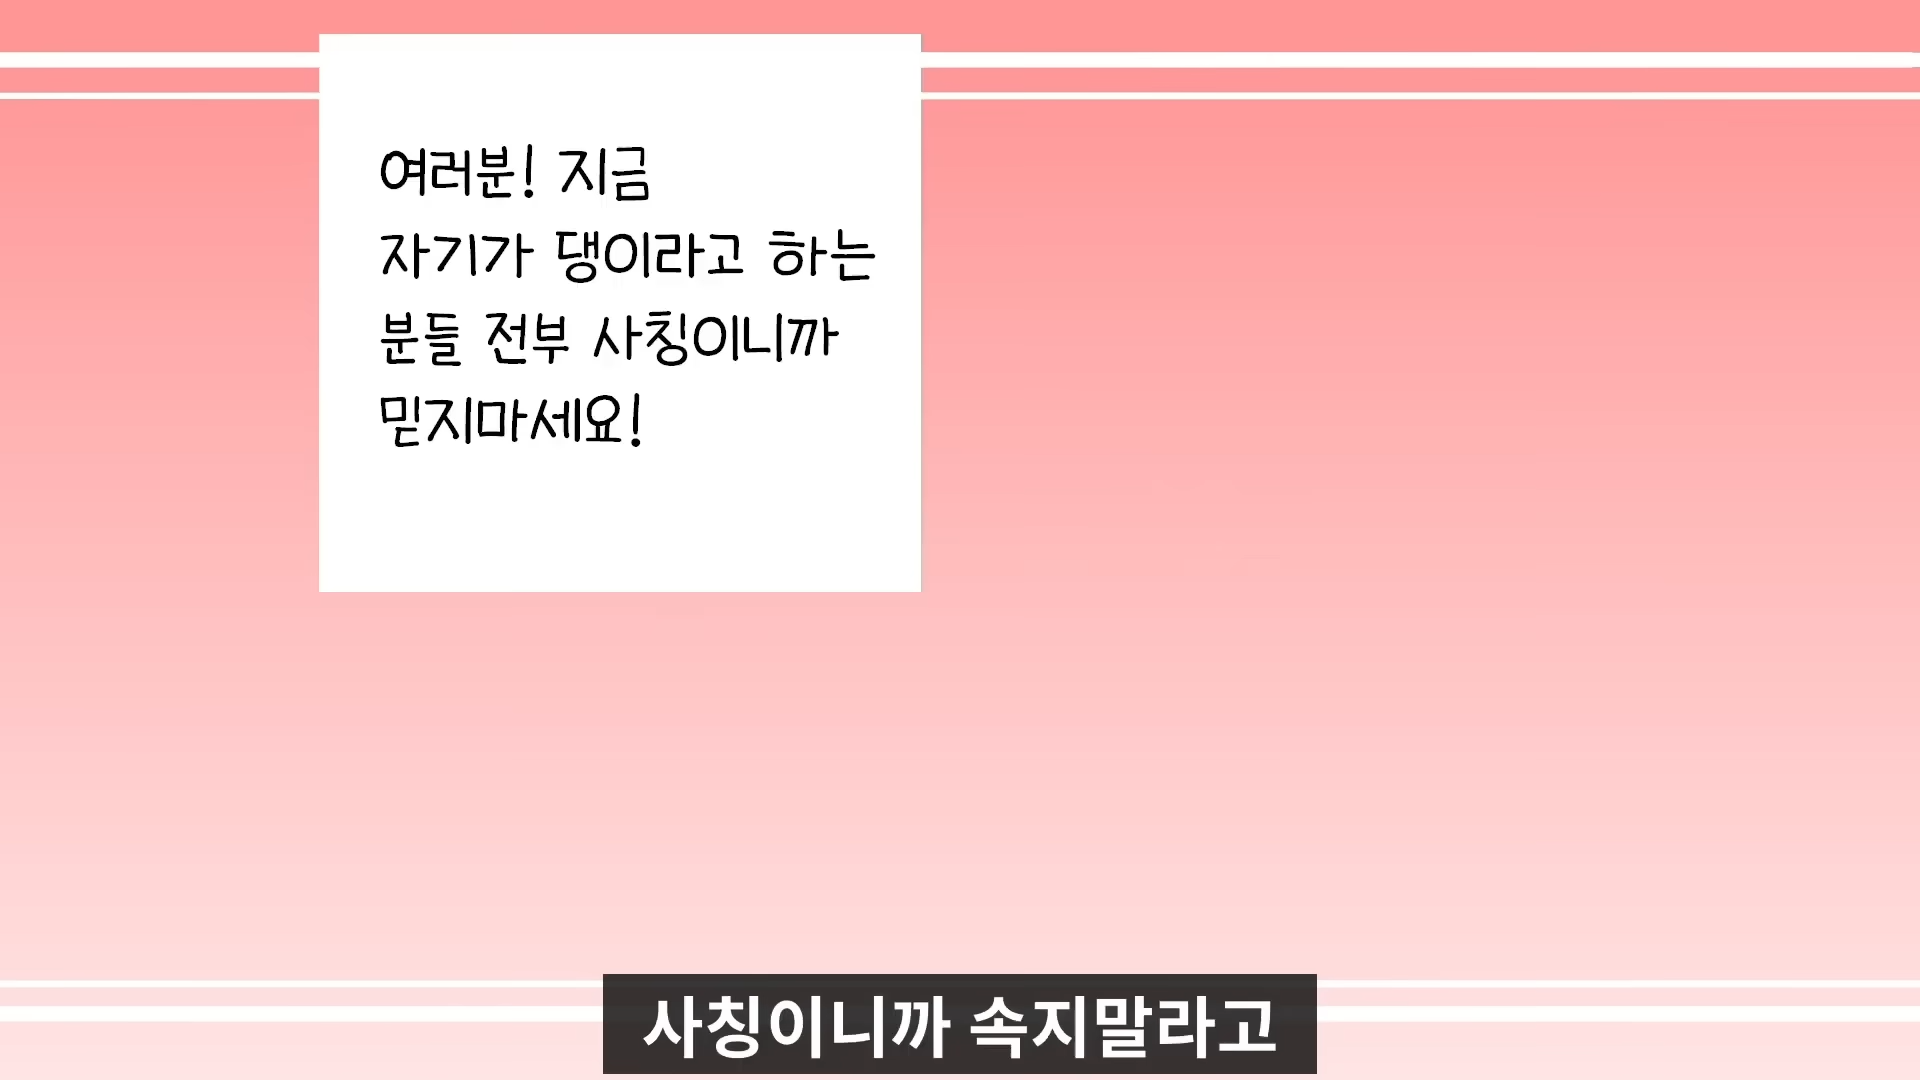 여러분! 지금
자기가 댕이라고 하는
분들 전부 사칭이니까
믿지마세요!
사칭이니까 속지말라고